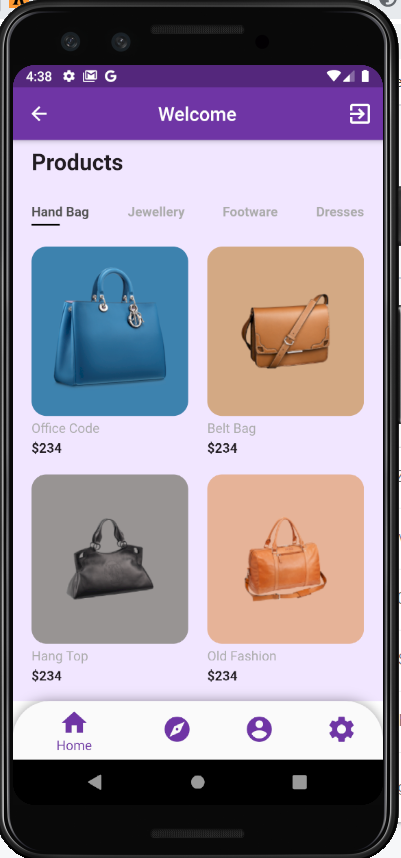 4:38
Welcome
Products
Hand Bag Jewellery Footware Dresses
Office Code Belt Bag
$234 $234
Hang Top Old Fashion
$234 $234
Home